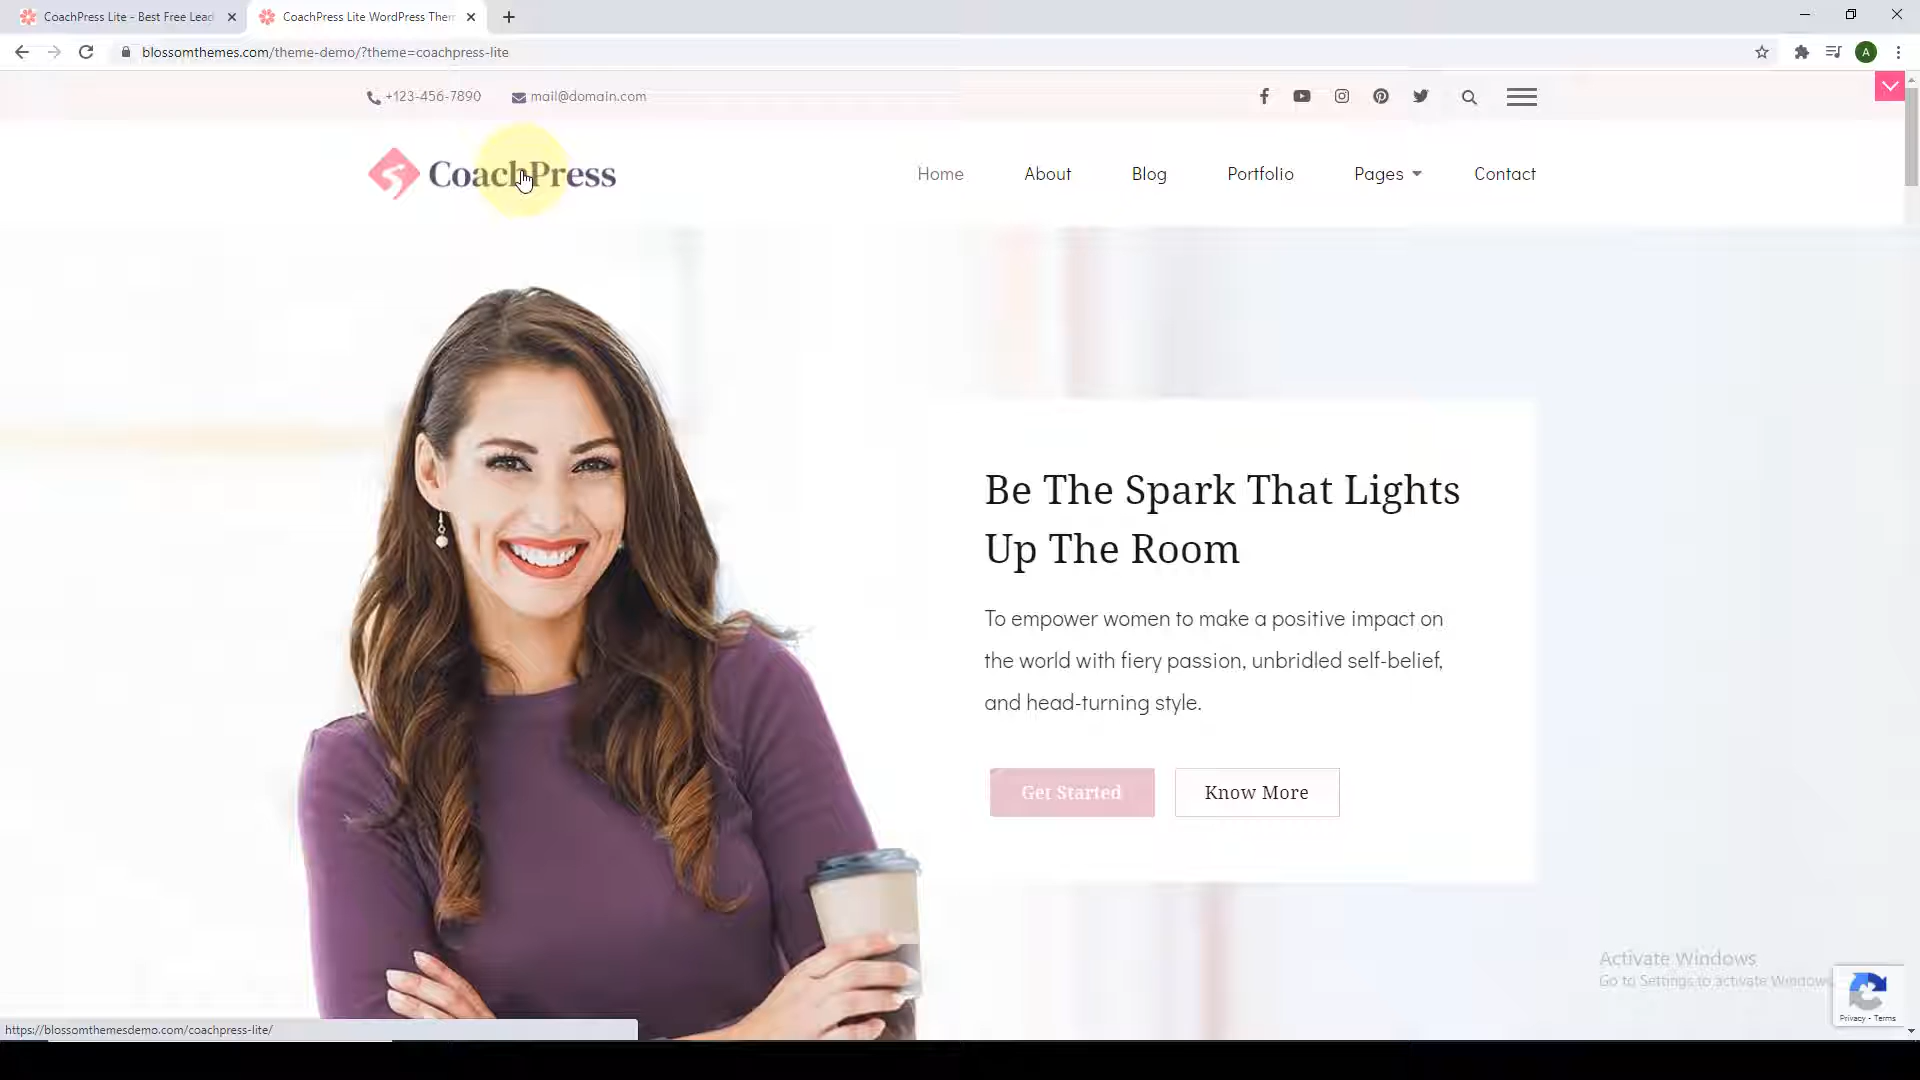 CoachPress Lite - Best Free Lead
CoachPress Lite WordPress Them
blossomthemes.com/theme-demo/?theme=coachpress-lite
A
+123-456-7890
mail@domain.com
CoachPress
Home
About
Blog
Portfolio
Pages
Contact
Be The Spark That Lights
Up The Room
To empower women to make a positive impact on
the world with fiery passion, unbridled self-belief,
and head-turning style.
Get Started
Know More
Activate Windows
Go to Settings to activate Windows
Privacy - Terms
https://blossomthemesdemo.com/coachpress-lite/